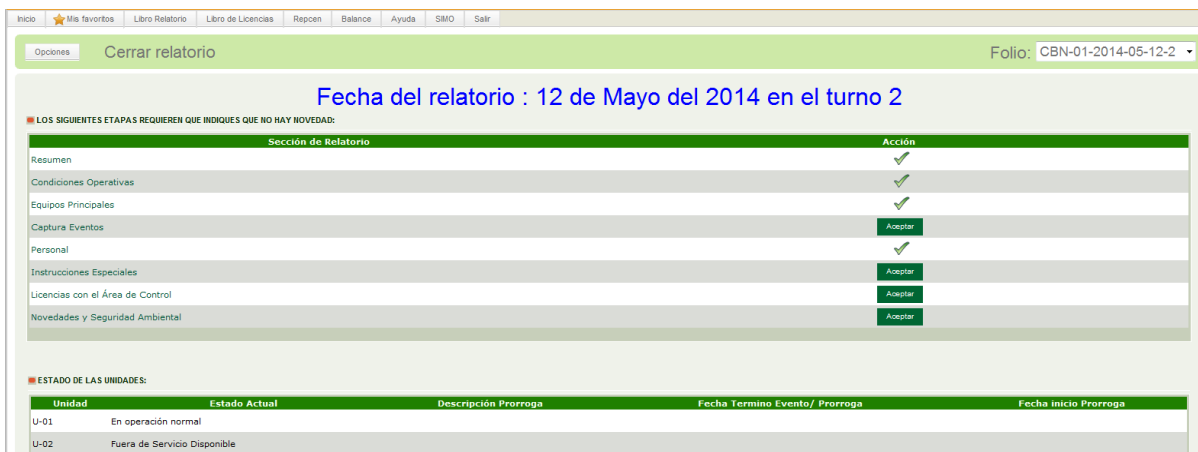 Inicio Mis favoritos Libro Relatorio Libro de Licencias Repcen Balance Ayuda SIMO Salir
Opciones Cerrar relatorio Folio: CBN-01-2014-05-12-2
Fecha del relatorio : 12 de Mayo del 2014 en el turno 2
LOS SIGUIENTES ETAPAS REQUIEREN QUE INDIQUES QUE NO HAY NOVEDAD:
Sección de Relatorio Acción
Resumen
Condiciones Operativas
Equipos Principales
Captura Eventos Aceptar
Personal
Instrucciones Especiales Aceptar
Licencias con el Área de Control Aceptar
Novedades y Seguridad Ambiental Aceptar
ESTADO DE LAS UNIDADES:
Unidad Estado Actual Descripción Prorroga Fecha Termino Evento/ Prorroga Fecha inicio Prorroga
U-01 En operación normal
U-02 Fuera de Servicio Disponible